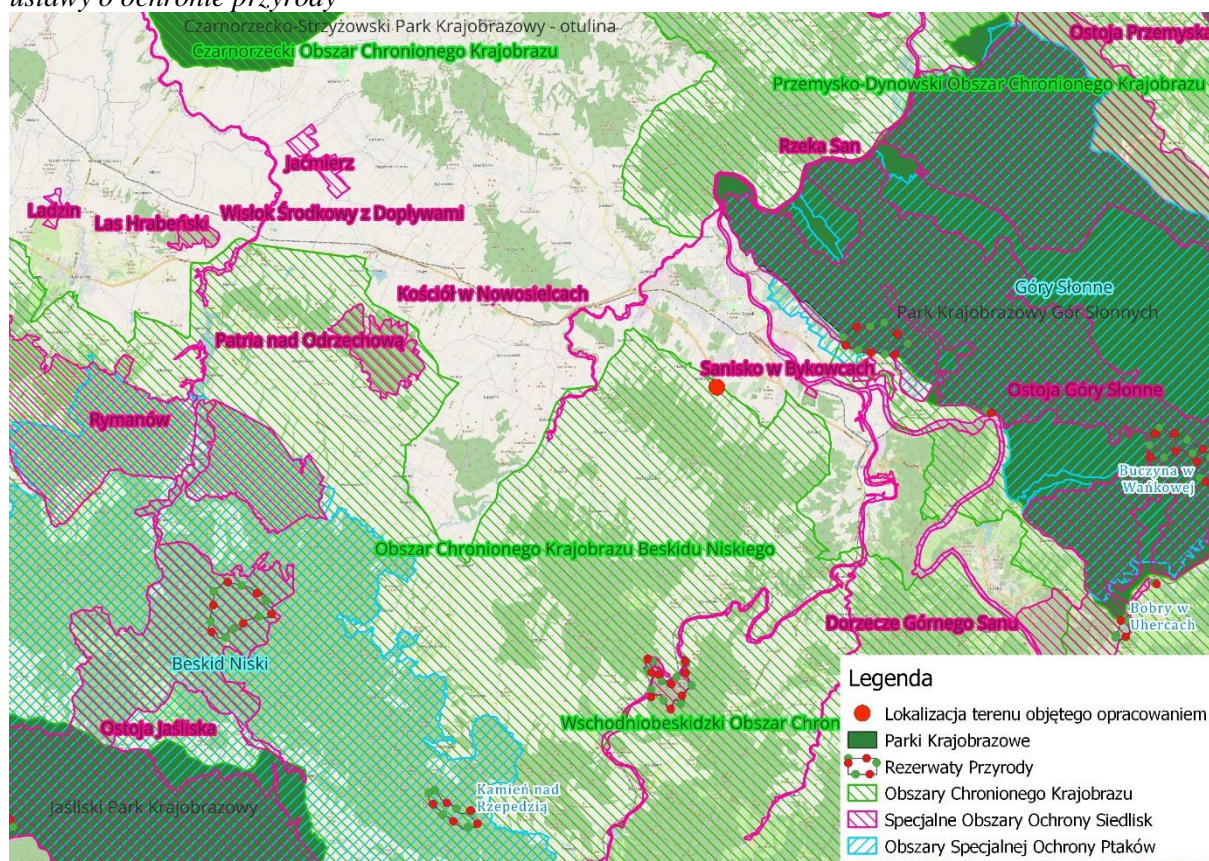 ustawy o ochronie przyrody
Czarnorzecko-Strzyżowski Park Krajobrazowy - otulina
Czarnorzecki Obszar Chronionego Krajobrazu
Ostoja Przemyska
Przemysko-Dynowski Obszar Chronionego Krajobrazu
Rzeka San
Jaćmierz
Ladzin
Las Hrabeński
Wisłok Środkowy z Dopływami
Kościół w Nowosielcach
Góry Słonne
Park Krajobrazowy Gór Słonnych
Patria nad Odrzechową
Sanisko w Bykowcach
Ostoja Góry Słonne
Rymanów
Buczyna w
Wańkowej
Obszar Chronionego Krajobrazu Beskidu Niskiego
Bobry w
Uhercach
Dorzecze Górnego Sanu
Beskid Niski
Wschodniobeskidzki Obszar Chron
Ostoja Jaśliska
Jaśliski Park Krajobrazowy
Kamień nad
Rzepedzią
Legenda
Lokalizacja terenu objętego opracowaniem
Parki Krajobrazowe
Rezerwaty Przyrody
Obszary Chronionego Krajobrazu
Specjalne Obszary Ochrony Siedlisk
Obszary Specjalnej Ochrony Ptaków